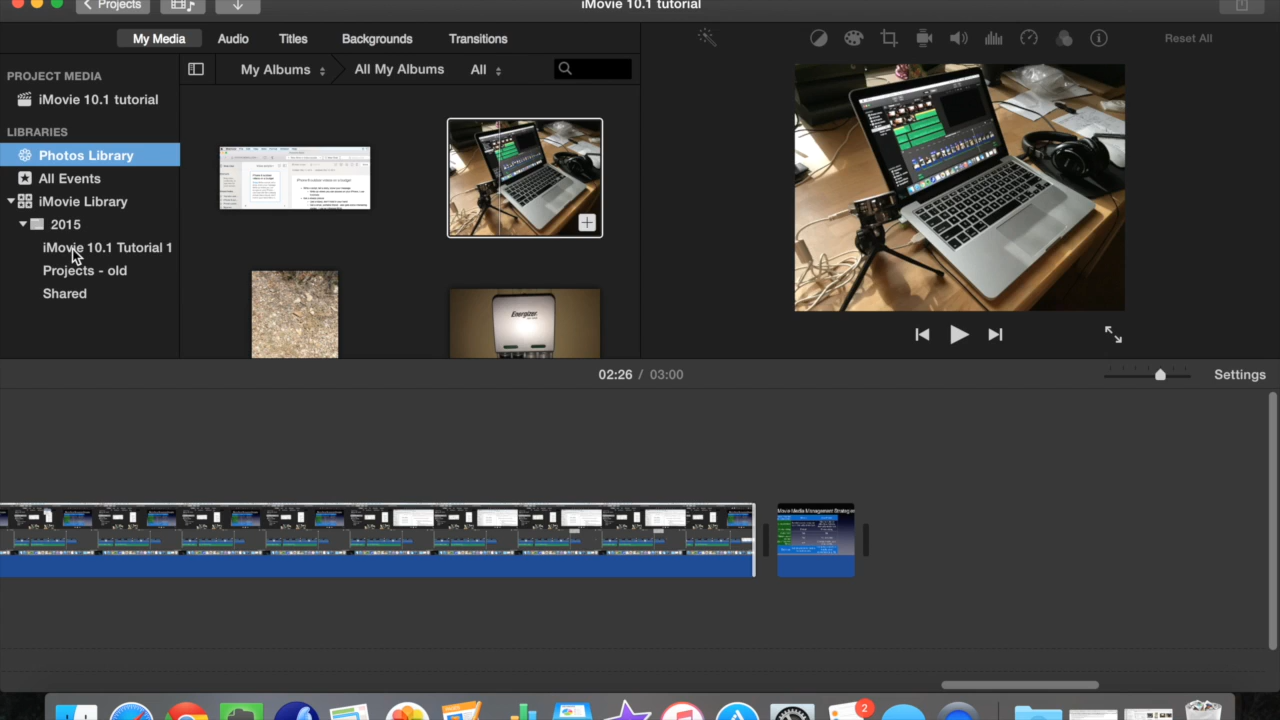 Projects
iMovie 10.1 tutorial
My Media
Audio
Titles
Backgrounds
Transitions
Reset All
PROJECT MEDIA
iMovie 10.1 tutorial
LIBRARIES
Photos Library
All Events
iMovie Library
2015
iMovie 10.1 Tutorial 1
Projects - old
Shared
My Albums
All My Albums
All
Energizer
02:26 / 03:00
Settings
Movie Media Management Strategie
2